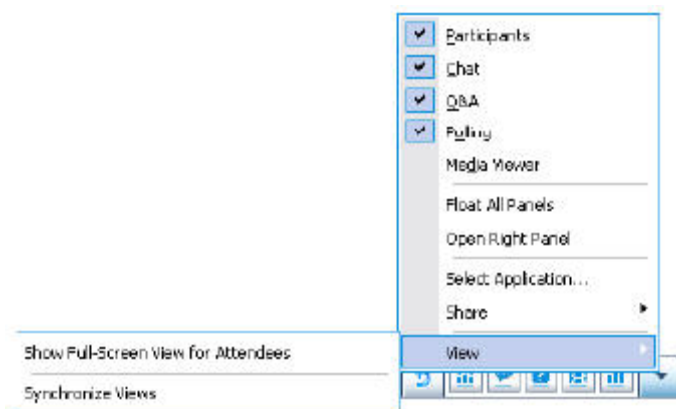 Participants
Chat
Q&A
Polling
Media Viewer
Float All Panels
Open Right Panel
Select Application...
Share
View
Show Full-Screen View for Attendees
Synchronize Views